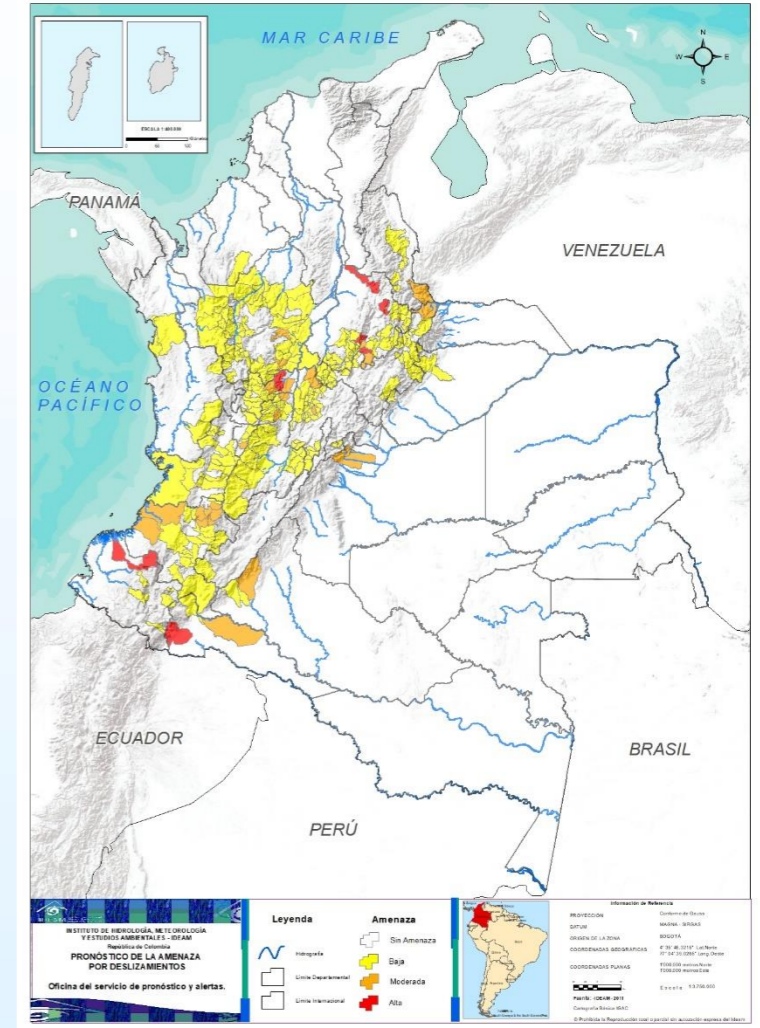 MAR CARIBE
N
W
E
S
PANAMÁ
VENEZUELA
OCÉANO
PACÍFICO
ECUADOR
BRASIL
PERÚ
INSTITUTO DE HIDROLOGÍA, METEOROLOGÍA
Y ESTUDIOS AMBIENTALES - IDEAM
República de Colombia
PRONÓSTICO DE LA AMENAZA
POR DESLIZAMIENTOS
Oficina del servicio de pronóstico y alertas.
Leyenda
Hidrografía
Límite Departamental
Límite Internacional
Amenaza
Sin Amenaza
Baja
Moderada
Alta
Información de Referencia
PROYECCIÓN
DATUM
MAGNA - SIRGAS
ORIGEN DE LA ZONA
BOGOTÁ
COORDENADAS GEOGRÁFICAS
COORDENADAS PLANAS
Cartografía Básica IGAC